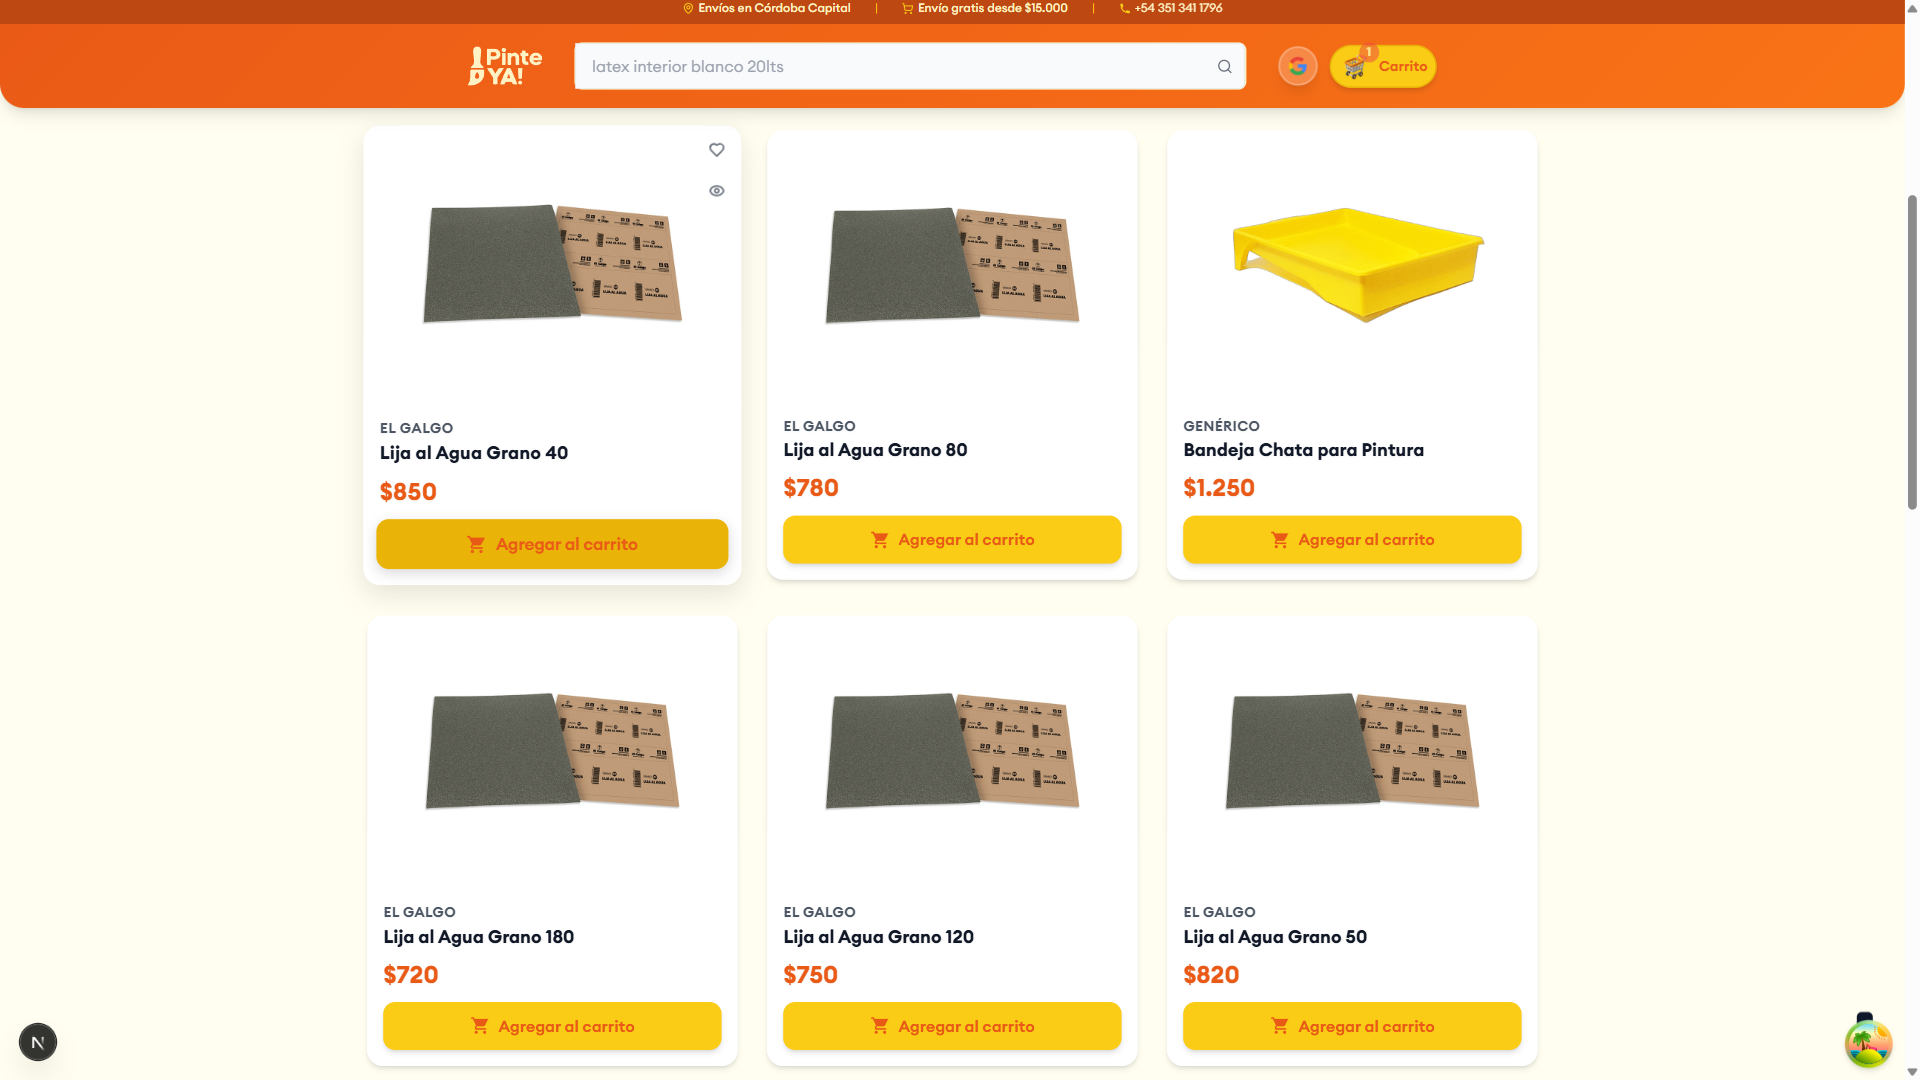 Envíos en Córdoba Capital | Envío gratis desde $15.000 | +54 351 341 1796
Pinte
YA!
latex interior blanco 20lts
1
Carrito
EL GALGO
Lija al Agua Grano 40
$850
Agregar al carrito
EL GALGO
Lija al Agua Grano 80
$780
Agregar al carrito
GENÉRICO
Bandeja Chata para Pintura
$1.250
Agregar al carrito
EL GALGO
Lija al Agua Grano 180
$720
Agregar al carrito
EL GALGO
Lija al Agua Grano 120
$750
Agregar al carrito
EL GALGO
Lija al Agua Grano 50
$820
Agregar al carrito
N